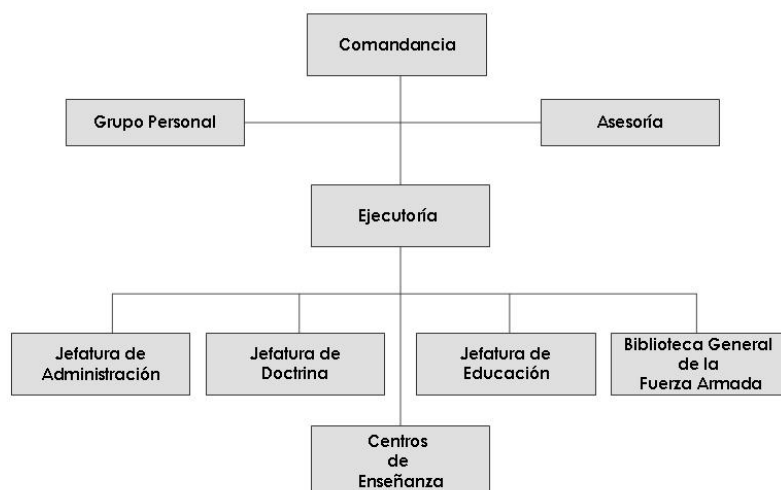 Comandancia
Grupo Personal
Asesoría
Ejecutoría
Jefatura de
Administración
Jefatura de
Doctrina
Jefatura de
Educación
Biblioteca General
de la
Fuerza Armada
Centros
de
Enseñanza